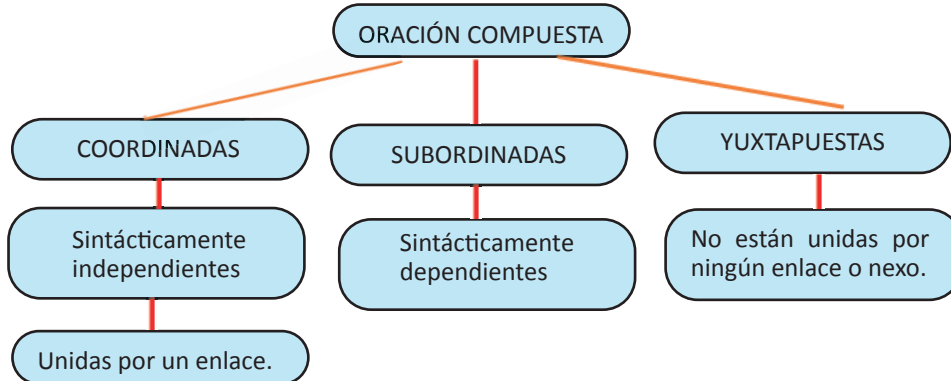 ORACIÓN COMPUESTA
COORDINADAS
SUBORDINADAS
YUXTAPUESTAS
Sintácticamente
independientes
Sintácticamente
dependientes
No están unidas por
ningún enlace o nexo.
Unidas por un enlace.